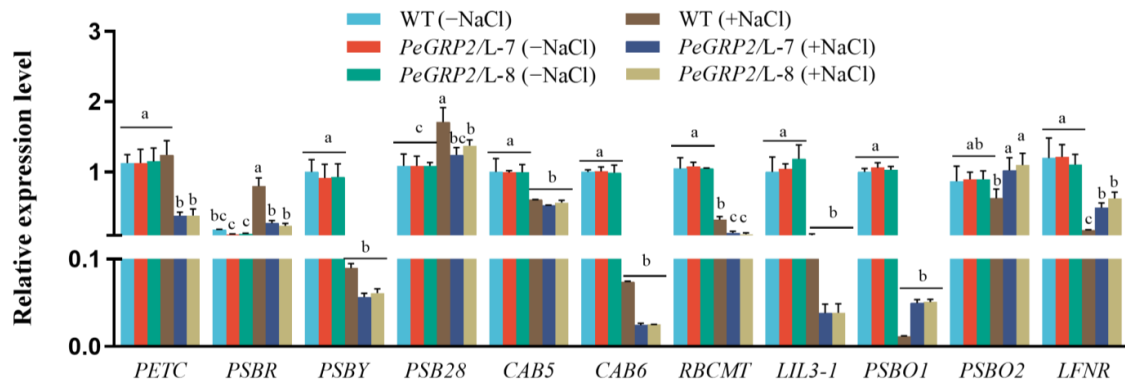 WT (−NaCl) WT (+NaCl)
PeGRP2/L-7 (−NaCl) PeGRP2/L-7 (+NaCl)
PeGRP2/L-8 (−NaCl) PeGRP2/L-8 (+NaCl)
Relative expression level
3
2
1
0.1
0.0
a b b
bc c c a b b
a b
c a bc b
a b
a b
a b c c
a b
a b
ab b a a
a c b b
PETC PSBR PSBY PSB28 CAB5 CAB6 RBCMT LIL3-1 PSBO1 PSBO2 LFNR